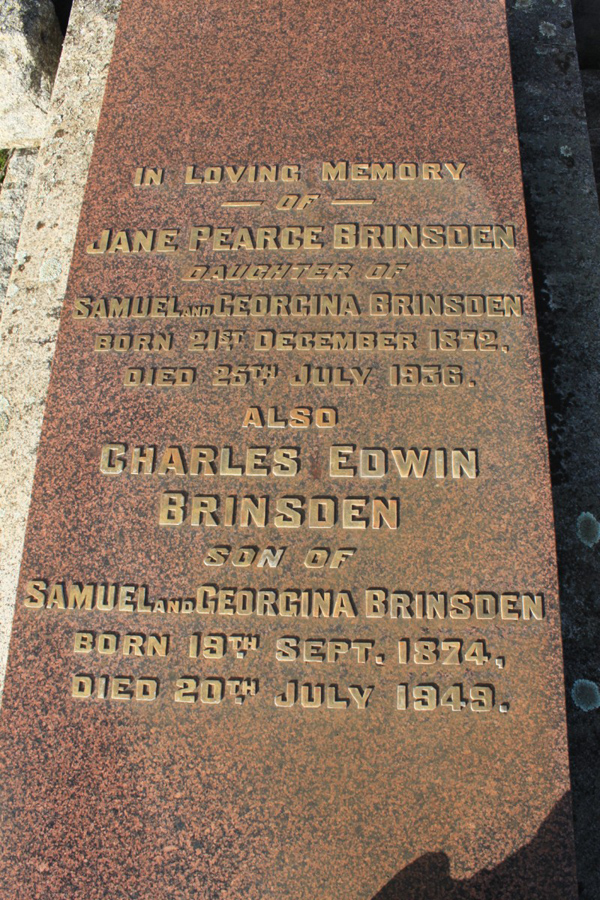 IN LOVING MEMORY
— OF —
JANE PEARCE BRINSDEN
DAUGHTER OF
SAMUEL AND GEORGINA BRINSDEN
BORN 21ST DECEMBER 1872.
DIED 25TH JULY 1936.
ALSO
CHARLES EDWIN
BRINSDEN
SON OF
SAMUEL AND GEORGINA BRINSDEN
BORN 19TH SEPT. 1874,
DIED 20TH JULY 1949.